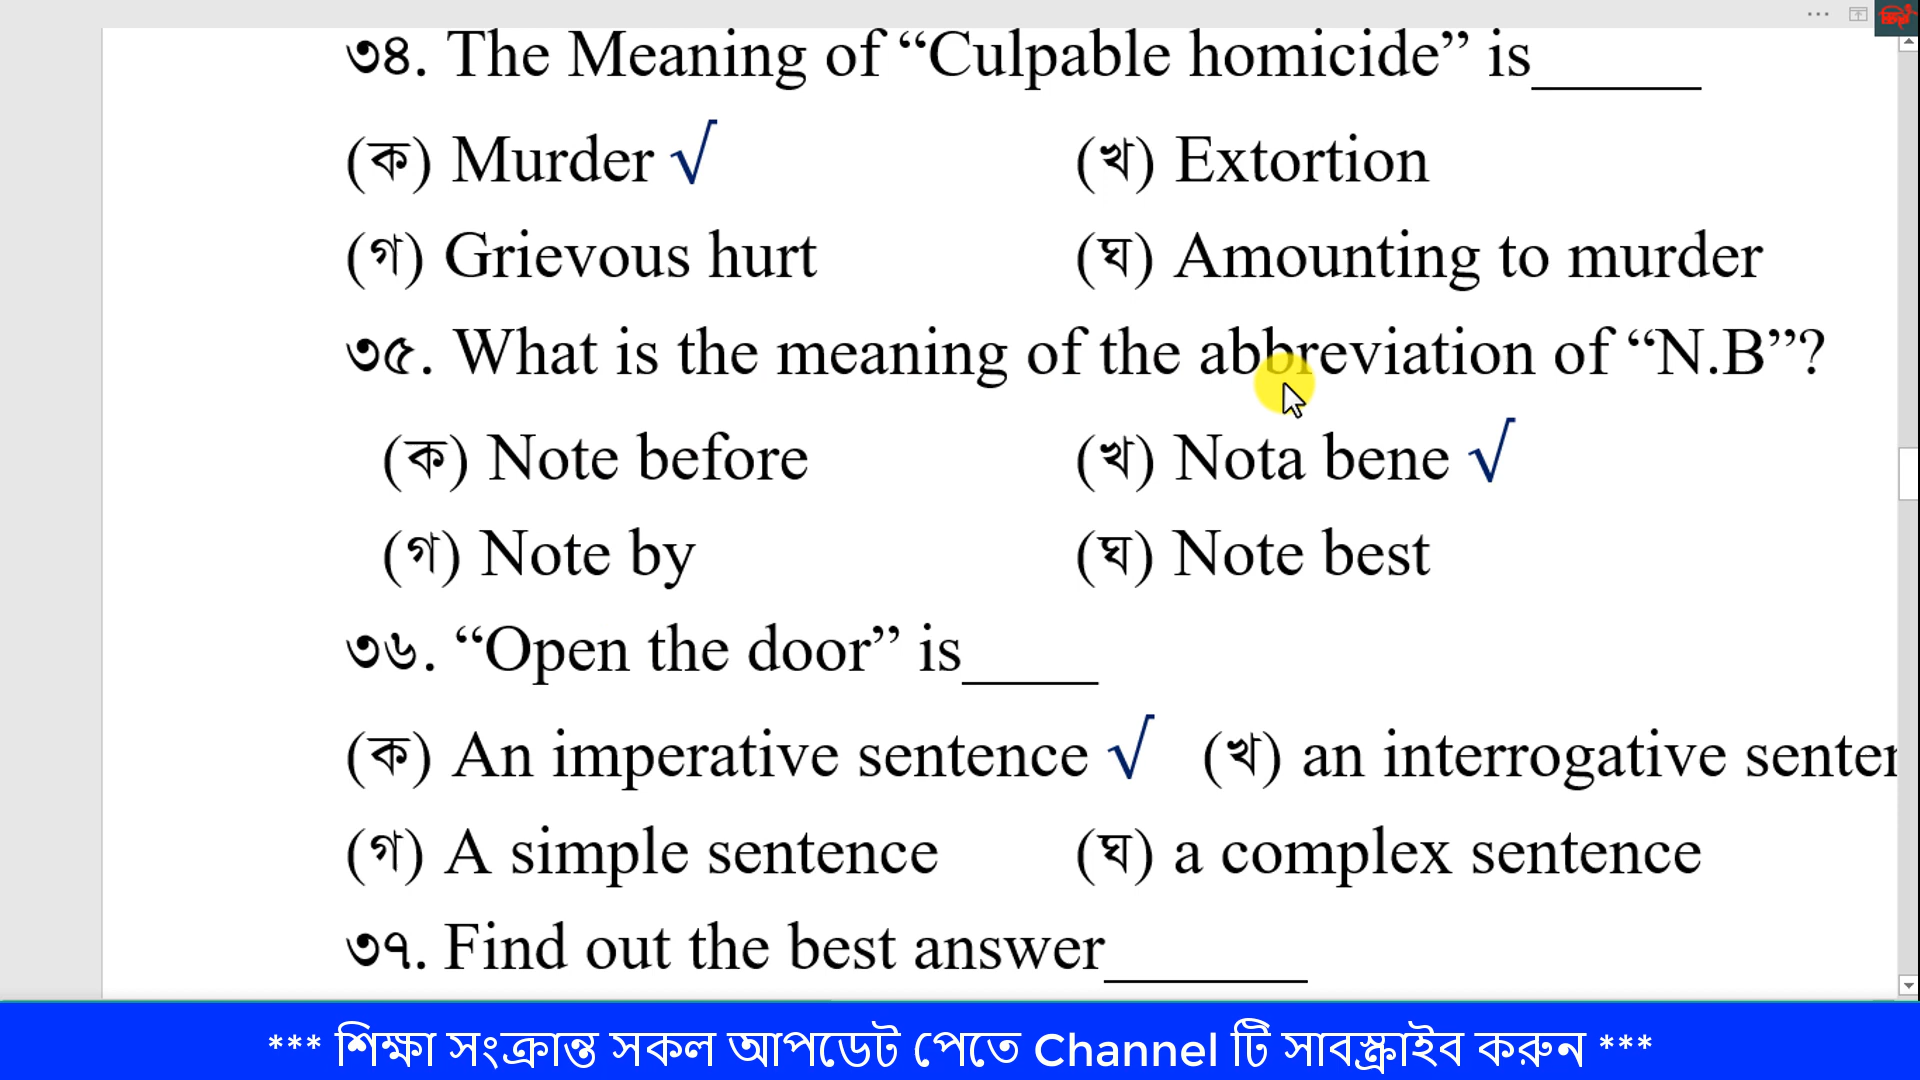 ৩৪. The Meaning of “Culpable homicide” is______
(ক) Murder √ (খ) Extortion
(গ) Grievous hurt (ঘ) Amounting to murder
৩৫. What is the meaning of the abbreviation of “N.B”?
(ক) Note before (খ) Nota bene √
(গ) Note by (ঘ) Note best
৩৬. “Open the door” is_____
(ক) An imperative sentence √ (খ) an interrogative senten
(গ) A simple sentence (ঘ) a complex sentence
৩৭. Find out the best answer_______
*** শিক্ষা সংক্রান্ত সকল আপডেট পেতে Channel টি সাবস্ক্রাইব করুন ***